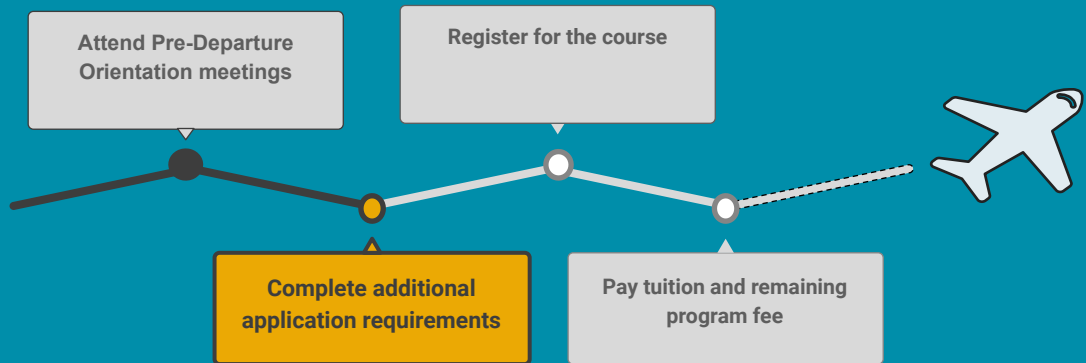 Attend Pre-Departure
Orientation meetings
Register for the course
Complete additional
application requirements
Pay tuition and remaining
program fee